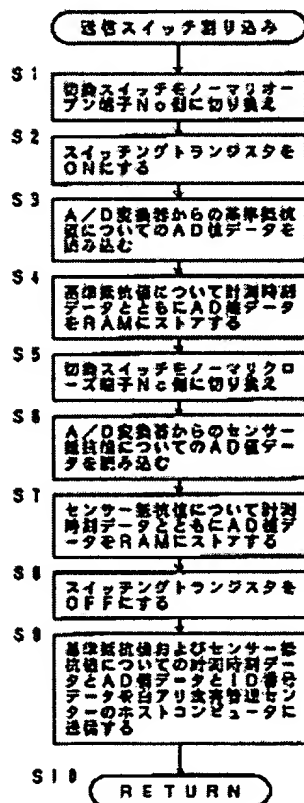 送信スイッチ割り込み
S1
切換スイッチをノーマリオー
プン端子No側に切り換え
S2
スイッチングトランジスタを
ONにする
S3
A/D変換器からの基準抵抗
値についてのAD値データを
読み込む
S4
基準抵抗値について計測時刻
データとともにAD値データ
をRAMにストアする
S5
切換スイッチをノーマリクロ
ーズ端子Nc側に切り換え
S6
A/D変換器からのセンサー
抵抗値についてのAD値デー
タを読み込む
S7
センサー抵抗値について計測
時刻データとともにAD値デ
ータをRAMにストアする
S8
スイッチングトランジスタを
OFFにする
S9
基準抵抗値およびセンサー抵
抗値についての計測時刻デー
タとAD値データとID番号
データを白アリ食害管理セン
ターのホストコンピュータに
送信する
S10
RETURN